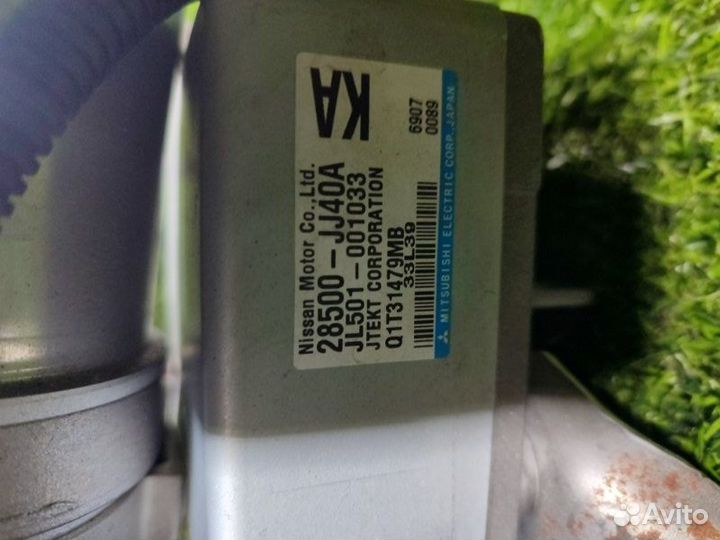 Nissan Motor Co.,Ltd.
28500-JJ40A
JL501-001033
JTEKT CORPORATION
Q1T31479MB
33L39
KA
6907
0089
MITSUBISHI ELECTRIC CORP. JAPAN
Avito